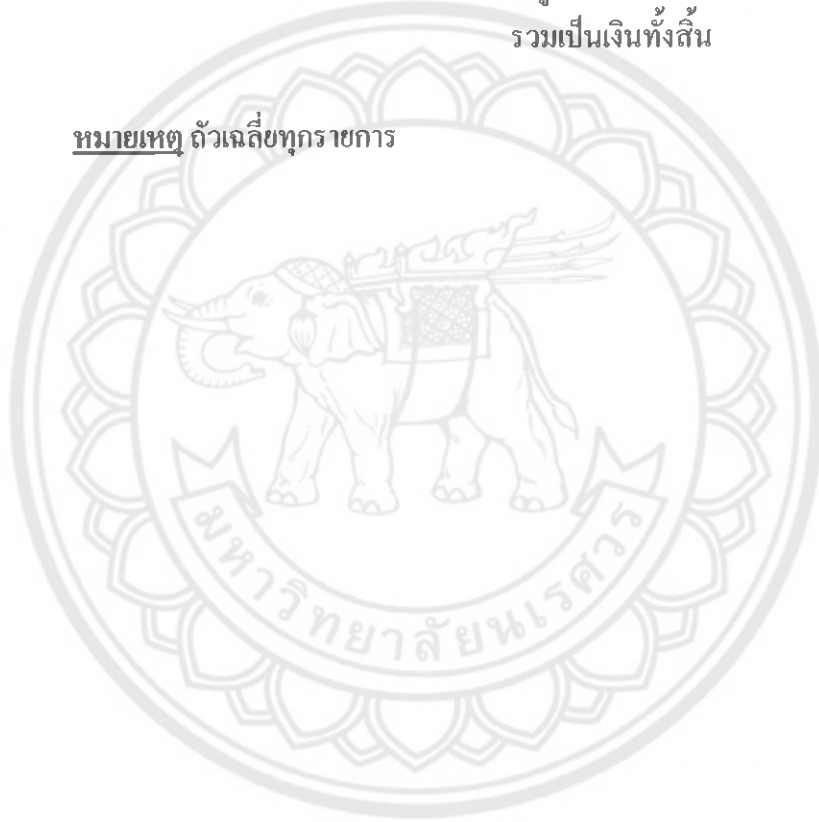 รวมเป็นเงินทั้งสิ้น
หมายเหตุ ถัวเฉลี่ยทุกรายการ
มหาวิทยาลัยนเรศวร